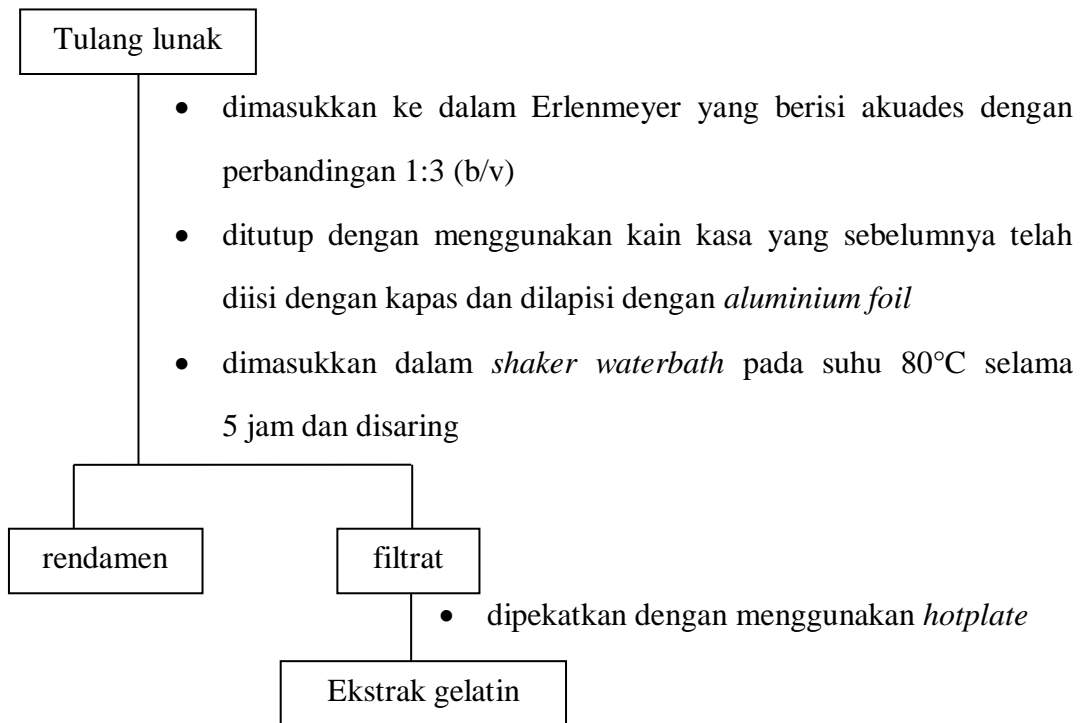 Tulang lunak
• dimasukkan ke dalam Erlenmeyer yang berisi akuades dengan
perbandingan 1:3 (b/v)
• ditutup dengan menggunakan kain kasa yang sebelumnya telah
diisi dengan kapas dan dilapisi dengan aluminium foil
• dimasukkan dalam shaker waterbath pada suhu 80°C selama
5 jam dan disaring
rendamen
filtrat
• dipekatkan dengan menggunakan hotplate
Ekstrak gelatin